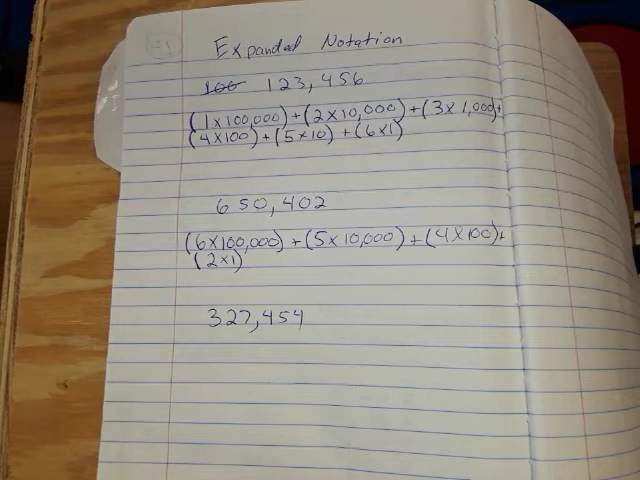 Expanded Notation
100 123,456
(1x100,000)+(2x10,000)+(3x1,000)+
(4x100)+(5x10)+(6x1)
650,402
(6x100,000)+(5x10,000)+(4x100)+
(2x1)
327,454